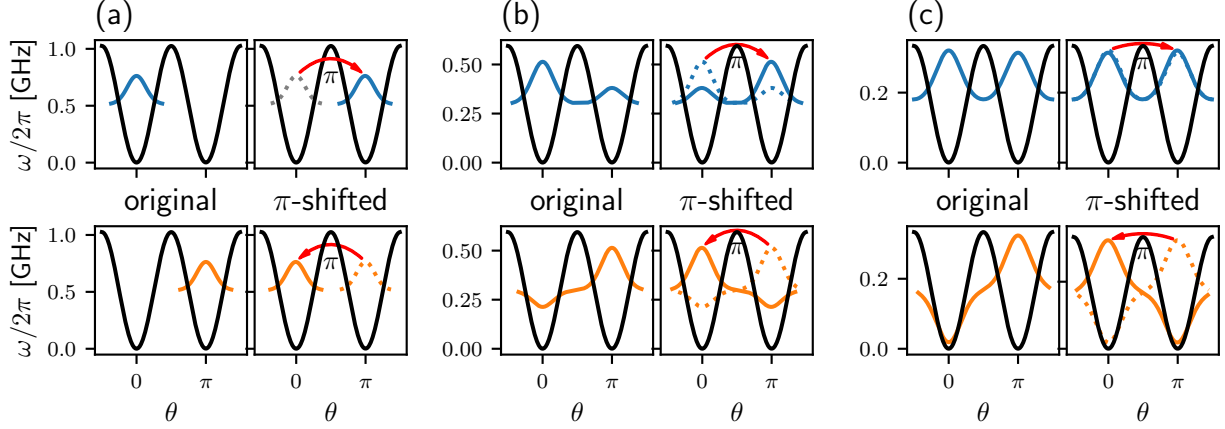 (a) (b) (c)
ω/2π [GHz] 1.0 0.5 0.0 π 0.50 0.25 0.00 π 0.2 0.0 π
original π-shifted original π-shifted original π-shifted
ω/2π [GHz] 1.0 0.5 0.0 π 0.50 0.25 0.00 π 0.2 0.0 π
0 π 0 π 0 π 0 π 0 π 0 π
θ θ θ θ θ θ